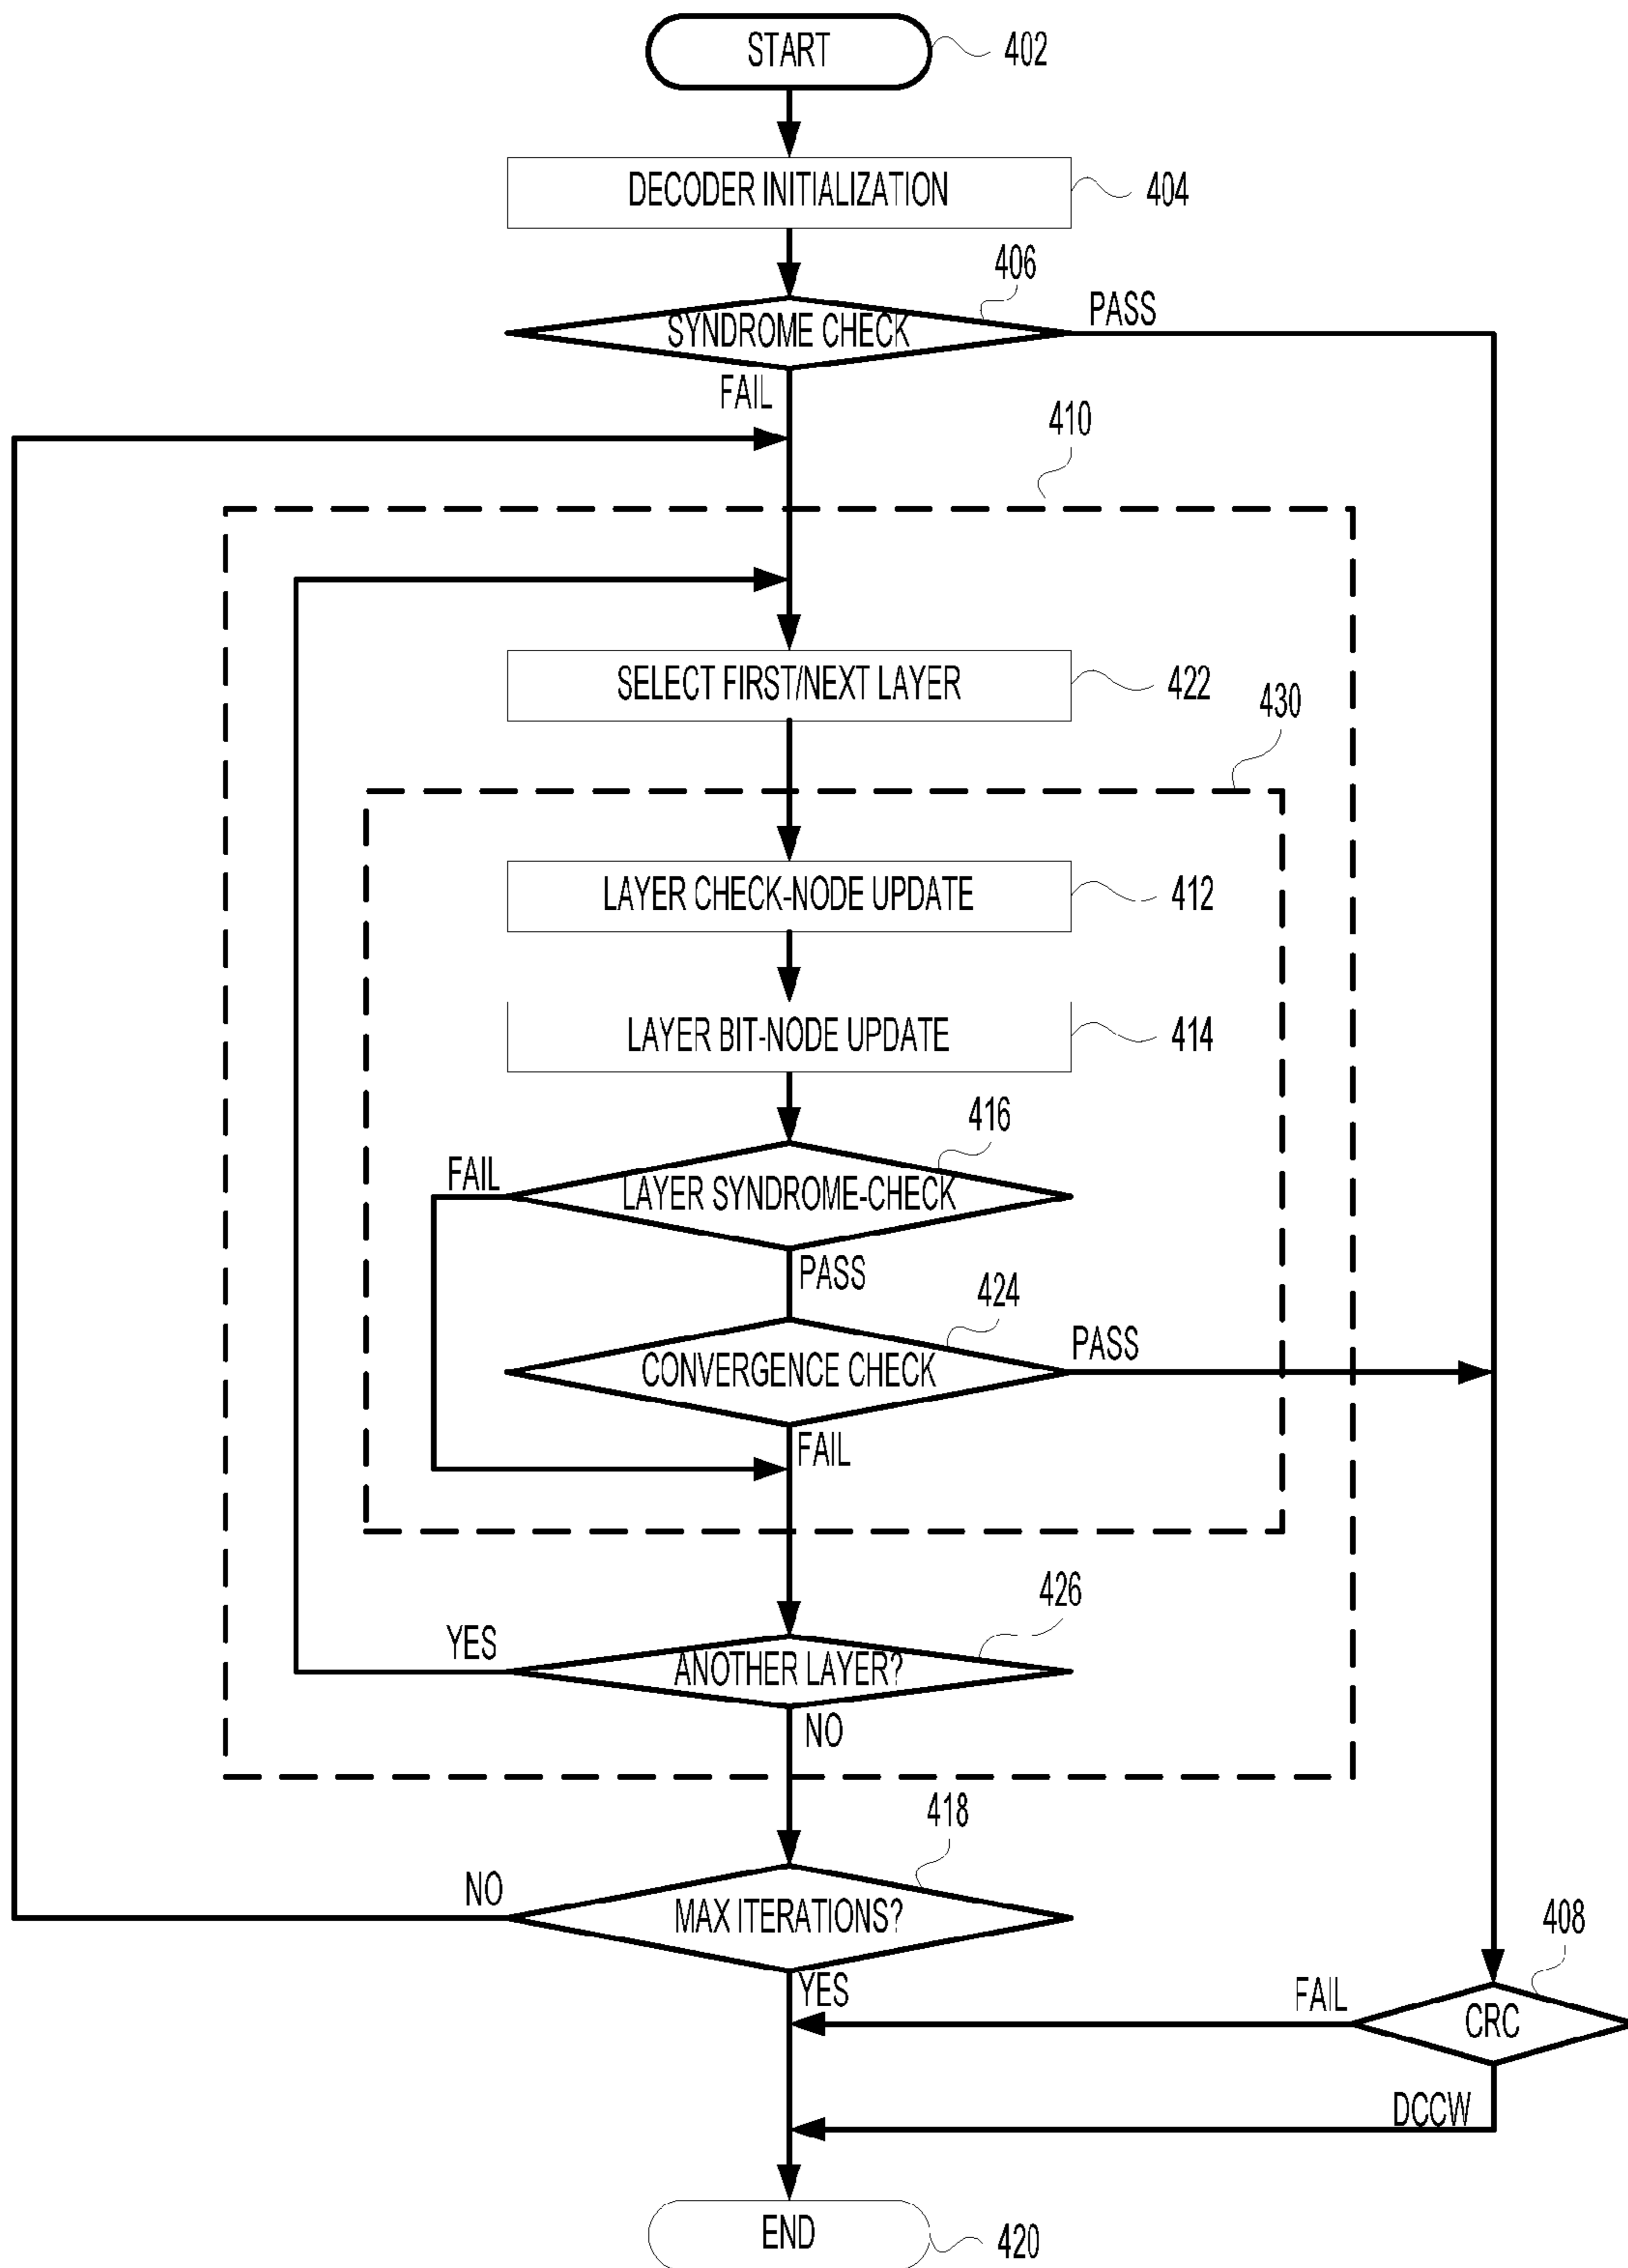 START
402
DECODER INITIALIZATION
404
406
SYNDROME CHECK
PASS
FAIL
410
SELECT FIRST/NEXT LAYER
422
430
LAYER CHECK-NODE UPDATE
412
LAYER BIT-NODE UPDATE
414
416
FAIL
LAYER SYNDROME-CHECK
PASS
424
CONVERGENCE CHECK
PASS
FAIL
426
YES
ANOTHER LAYER?
NO
418
NO
MAX ITERATIONS?
YES
408
FAIL
CRC
DCCW
END
420